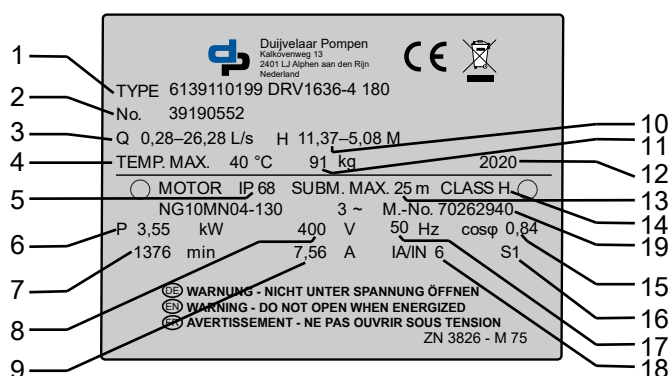 dp
Duijvelaar Pompen
Kalkovenweg 13
2401 LJ Alphen aan den Rijn
Nederland
CE
1
TYPE 6139110199 DRV1636-4 180
2
No. 39190552
3
Q 0,28–26,28 L/s H 11,37–5,08 M
10
11
4
TEMP. MAX. 40 °C 91 kg 2020
12
5
MOTOR IP 68 SUBM. MAX. 25 m CLASS H
13
14
NG10MN04-130 3 ~ M.-No. 70262940
19
6
P 3,55 kW 400 V 50 Hz cosφ 0,84
15
7
1376 min 7,56 A IA/IN 6 S1
16
8
DE WARNUNG - NICHT UNTER SPANNUNG ÖFFNEN
EN WARNING - DO NOT OPEN WHEN ENERGIZED
FR AVERTISSEMENT - NE PAS OUVRIR SOUS TENSION
17
ZN 3826 - M 75
9
18